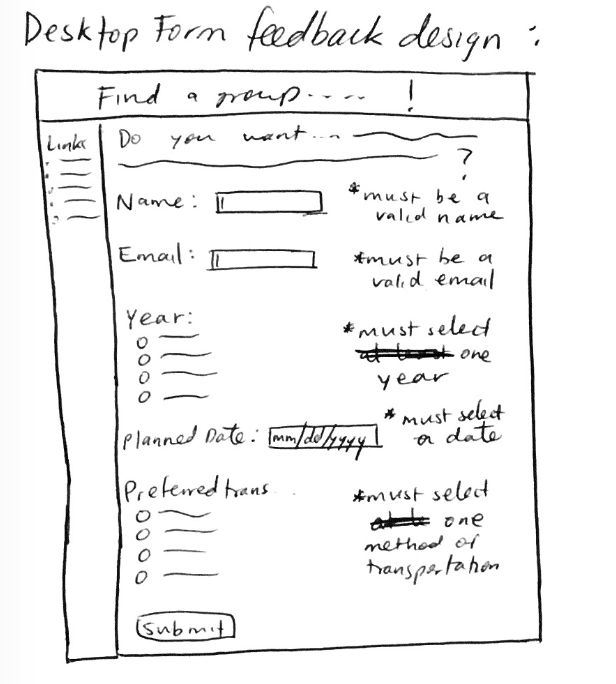 Desktop Form feedback design :
Find a group..... !
Links
Do you want...
?
Name:
*must be a
valid name
Email:
*must be a
valid email
Year:
*must select
at least one
year
Planned Date: mm/dd/yyyy
* must select
a date
Preferred trans
*must select
one
method of
transportation
Submit